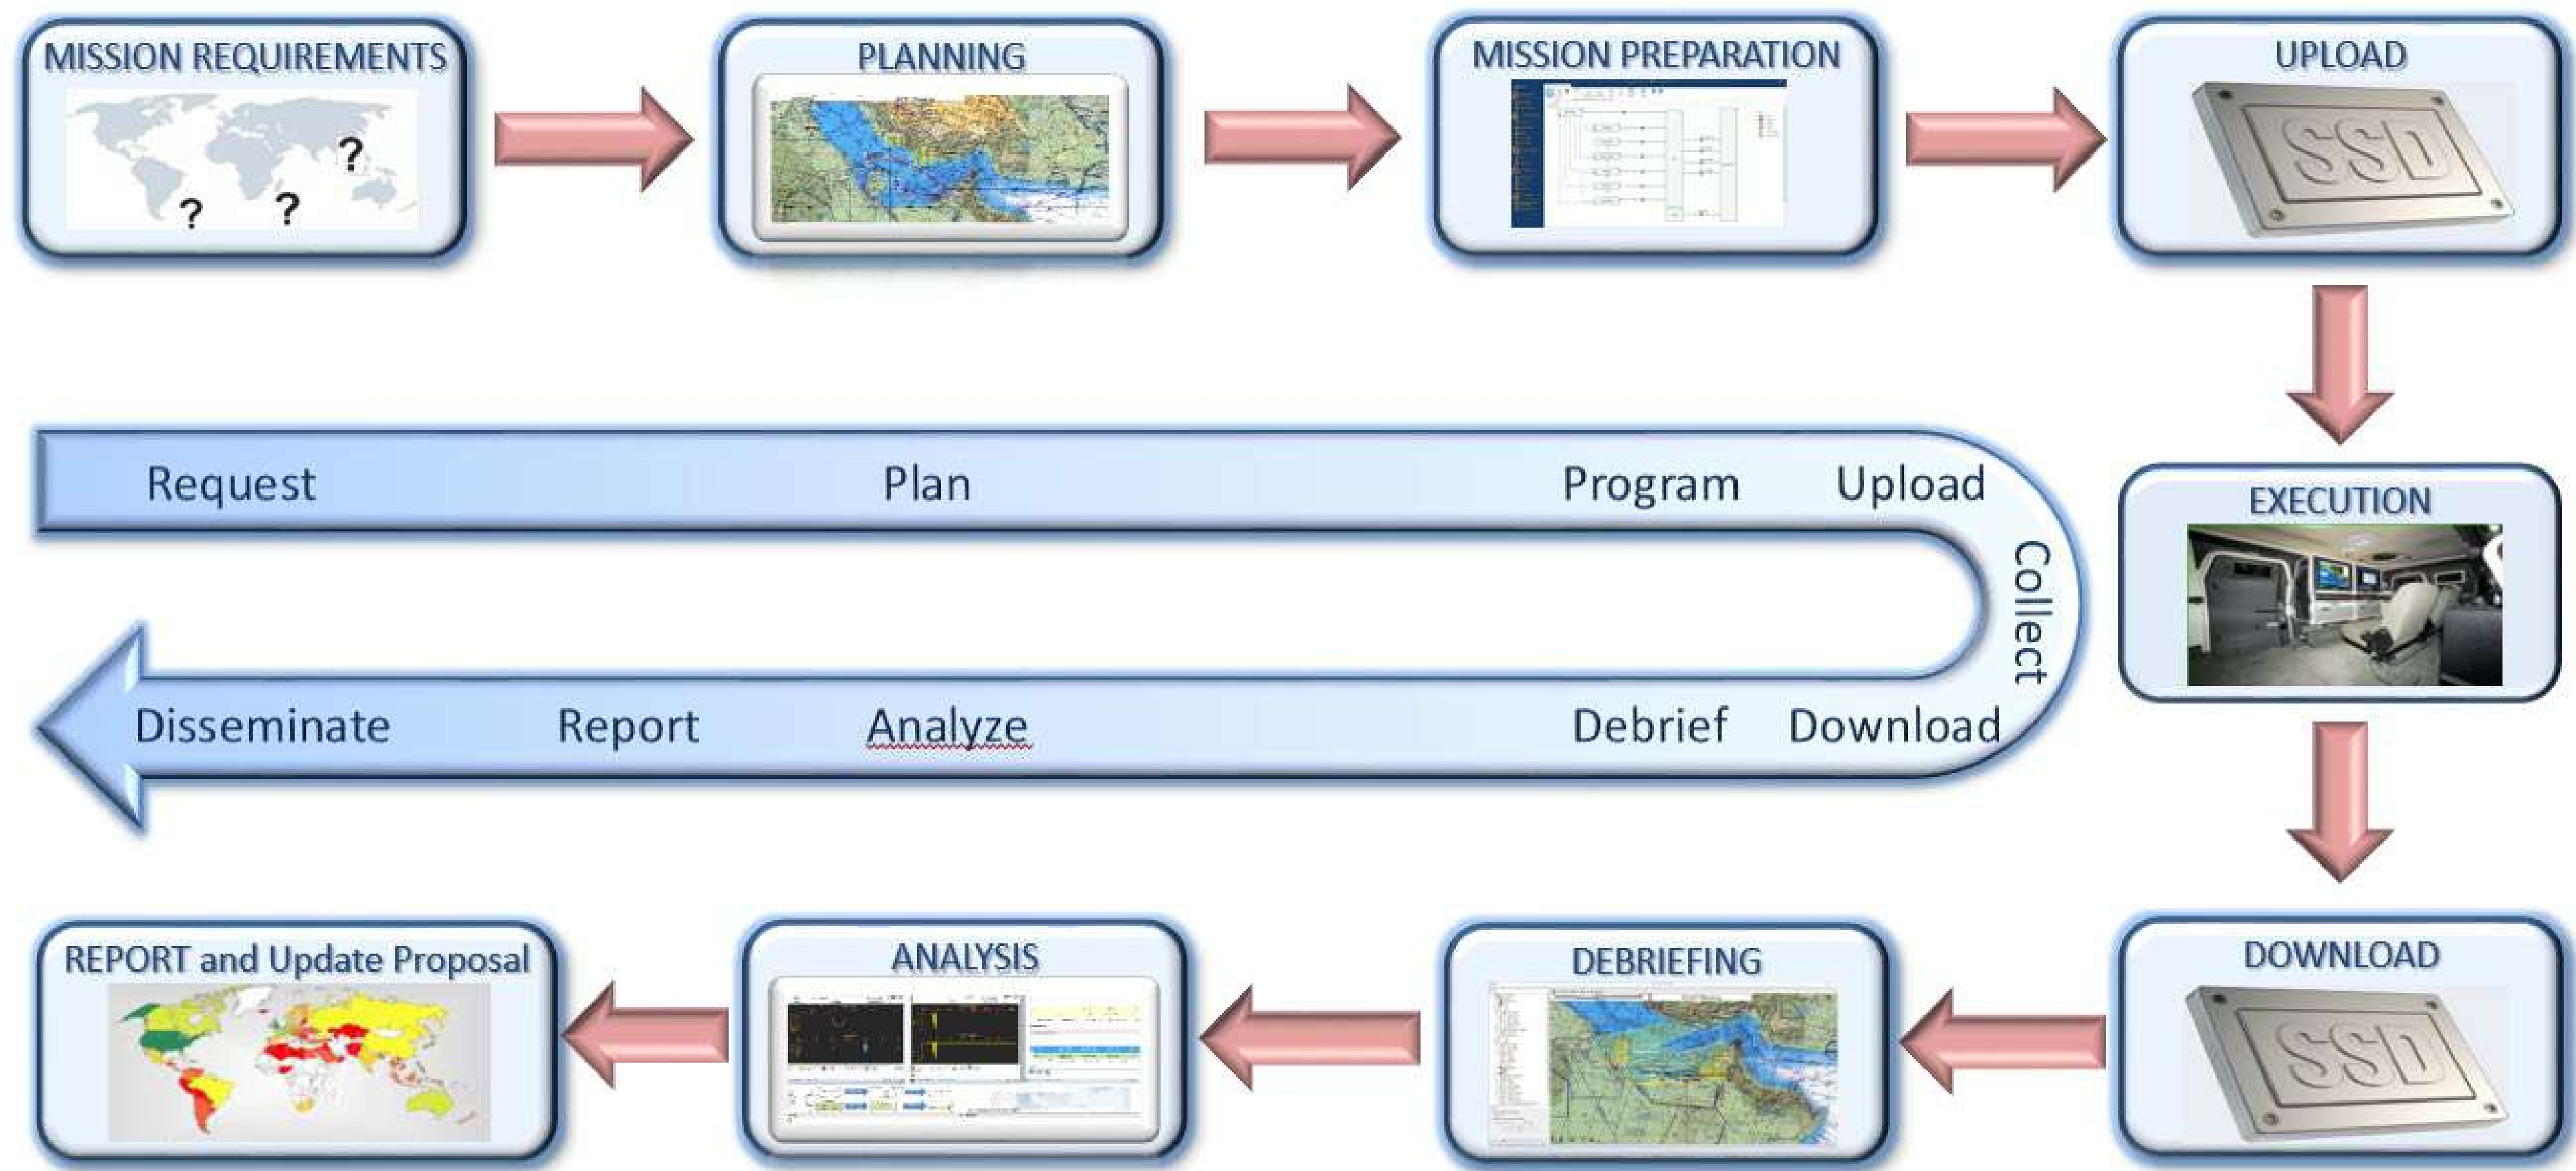 MISSION REQUIREMENTS
?
?
?
PLANNING
MISSION PREPARATION
UPLOAD
SSD
Request
Plan
Program
Upload
Collect
EXECUTION
Disseminate
Report
Analyze
Debrief
Download
REPORT and Update Proposal
ANALYSIS
DEBRIEFING
DOWNLOAD
SSD